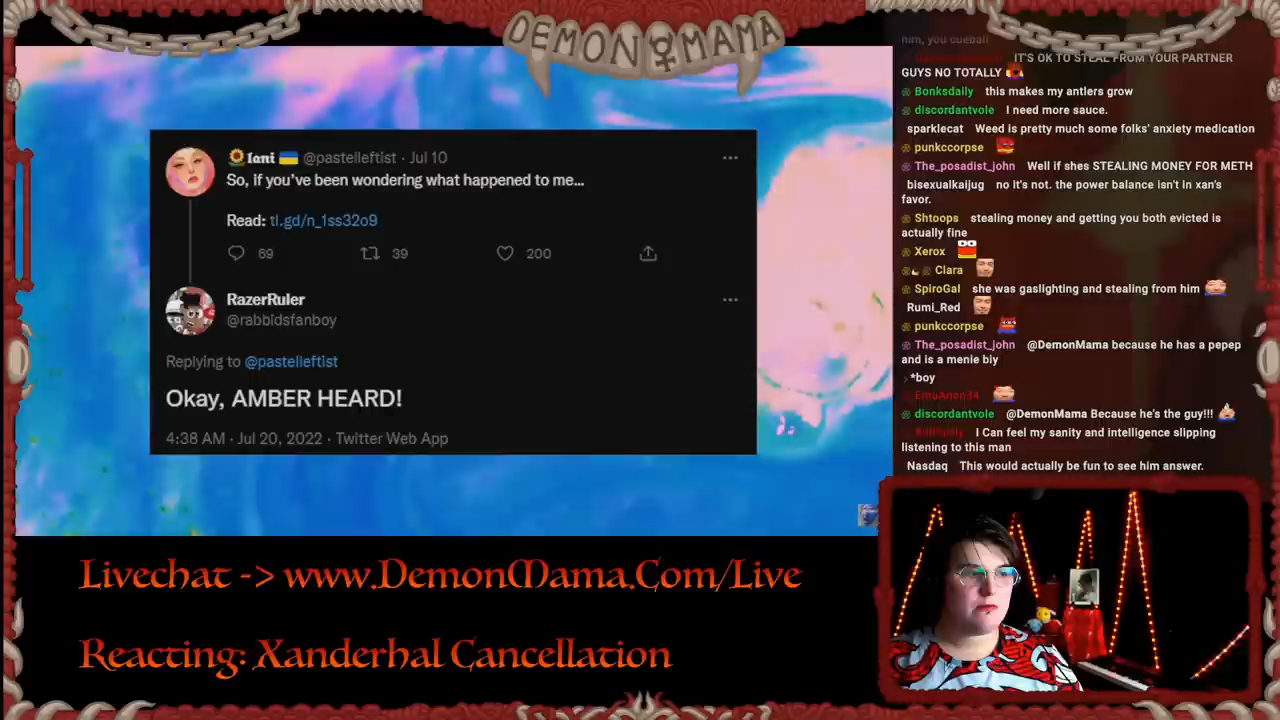 DEMON MAMA
lani @pastelleftist · Jul 10
So, if you've been wondering what happened to me...
Read: tl.gd/n_1ss32o9
69 39 200
RazerRuler
@rabbidsfanboy
Replying to @pastelleftist
Okay, AMBER HEARD!
4:38 AM · Jul 20, 2022 · Twitter Web App
him, you cueball
IT'S OK TO STEAL FROM YOUR PARTNER
GUYS NO TOTALLY
Bonksdaily this makes my antlers grow
discordantvole I need more sauce.
sparklecat Weed is pretty much some folks' anxiety medication
punkccorpse
The_posadist_john Well if shes STEALING MONEY FOR METH
bisexualkaijug no it's not. the power balance isn't in xan's
favor.
Shtoops stealing money and getting you both evicted is
actually fine
Xerox
Clara
SpiroGal she was gaslighting and stealing from him
Rumi_Red
punkccorpse
The_posadist_john @DemonMama because he has a pepep
and is a menie biy
*boy
EmuAnon34
discordantvole @DemonMama Because he's the guy!!!
I Can feel my sanity and intelligence slipping
listening to this man
Nasdaq This would actually be fun to see him answer.
Livechat -> www.DemonMama.Com/Live
Reacting: Xanderhal Cancellation